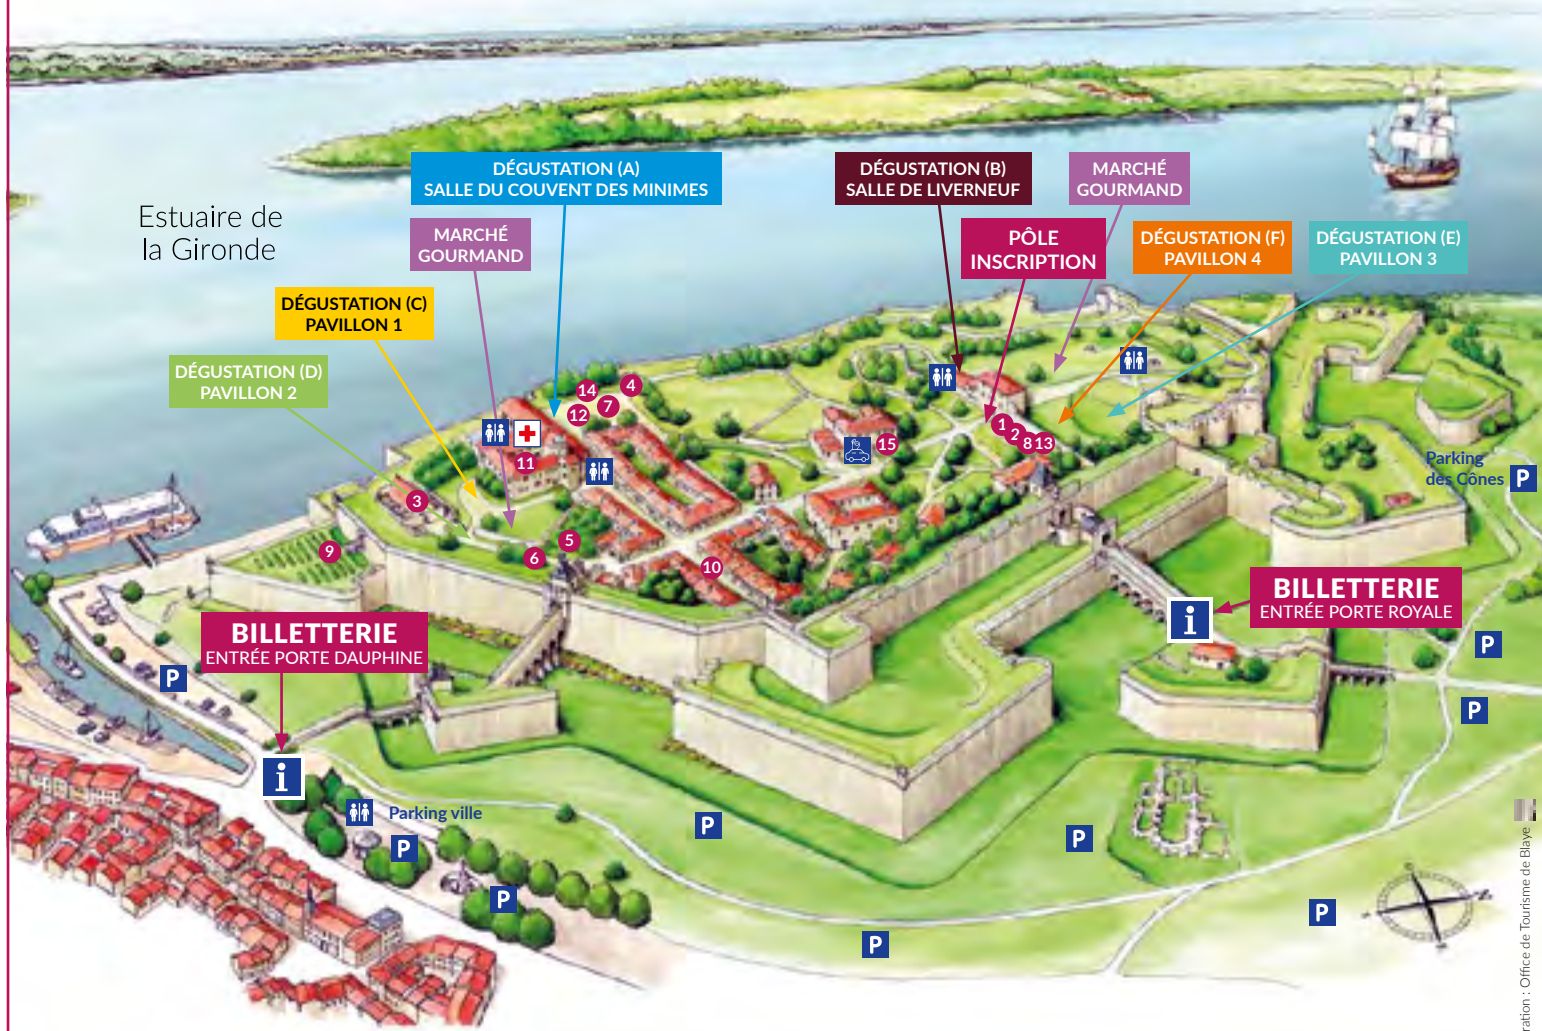 DÉGUSTATION (A)
SALLE DU COUVENT DES MINIMES
DÉGUSTATION (B)
SALLE DE LIVERNEUF
MARCHÉ
GOURMAND
Estuaire de
la Gironde
MARCHÉ
GOURMAND
PÔLE
INSCRIPTION
DÉGUSTATION (F)
PAVILLON 4
DÉGUSTATION (E)
PAVILLON 3
DÉGUSTATION (C)
PAVILLON 1
DÉGUSTATION (D)
PAVILLON 2
14
4
12
7
1
2
8
13
15
11
3
Parking
des Cônes
P
9
5
6
10
BILLETTERIE
ENTRÉE PORTE ROYALE
i
BILLETTERIE
ENTRÉE PORTE DAUPHINE
P
P
P
i
Parking ville
P
P
P
P
P
P
ration : Office de Tourisme de Blaye